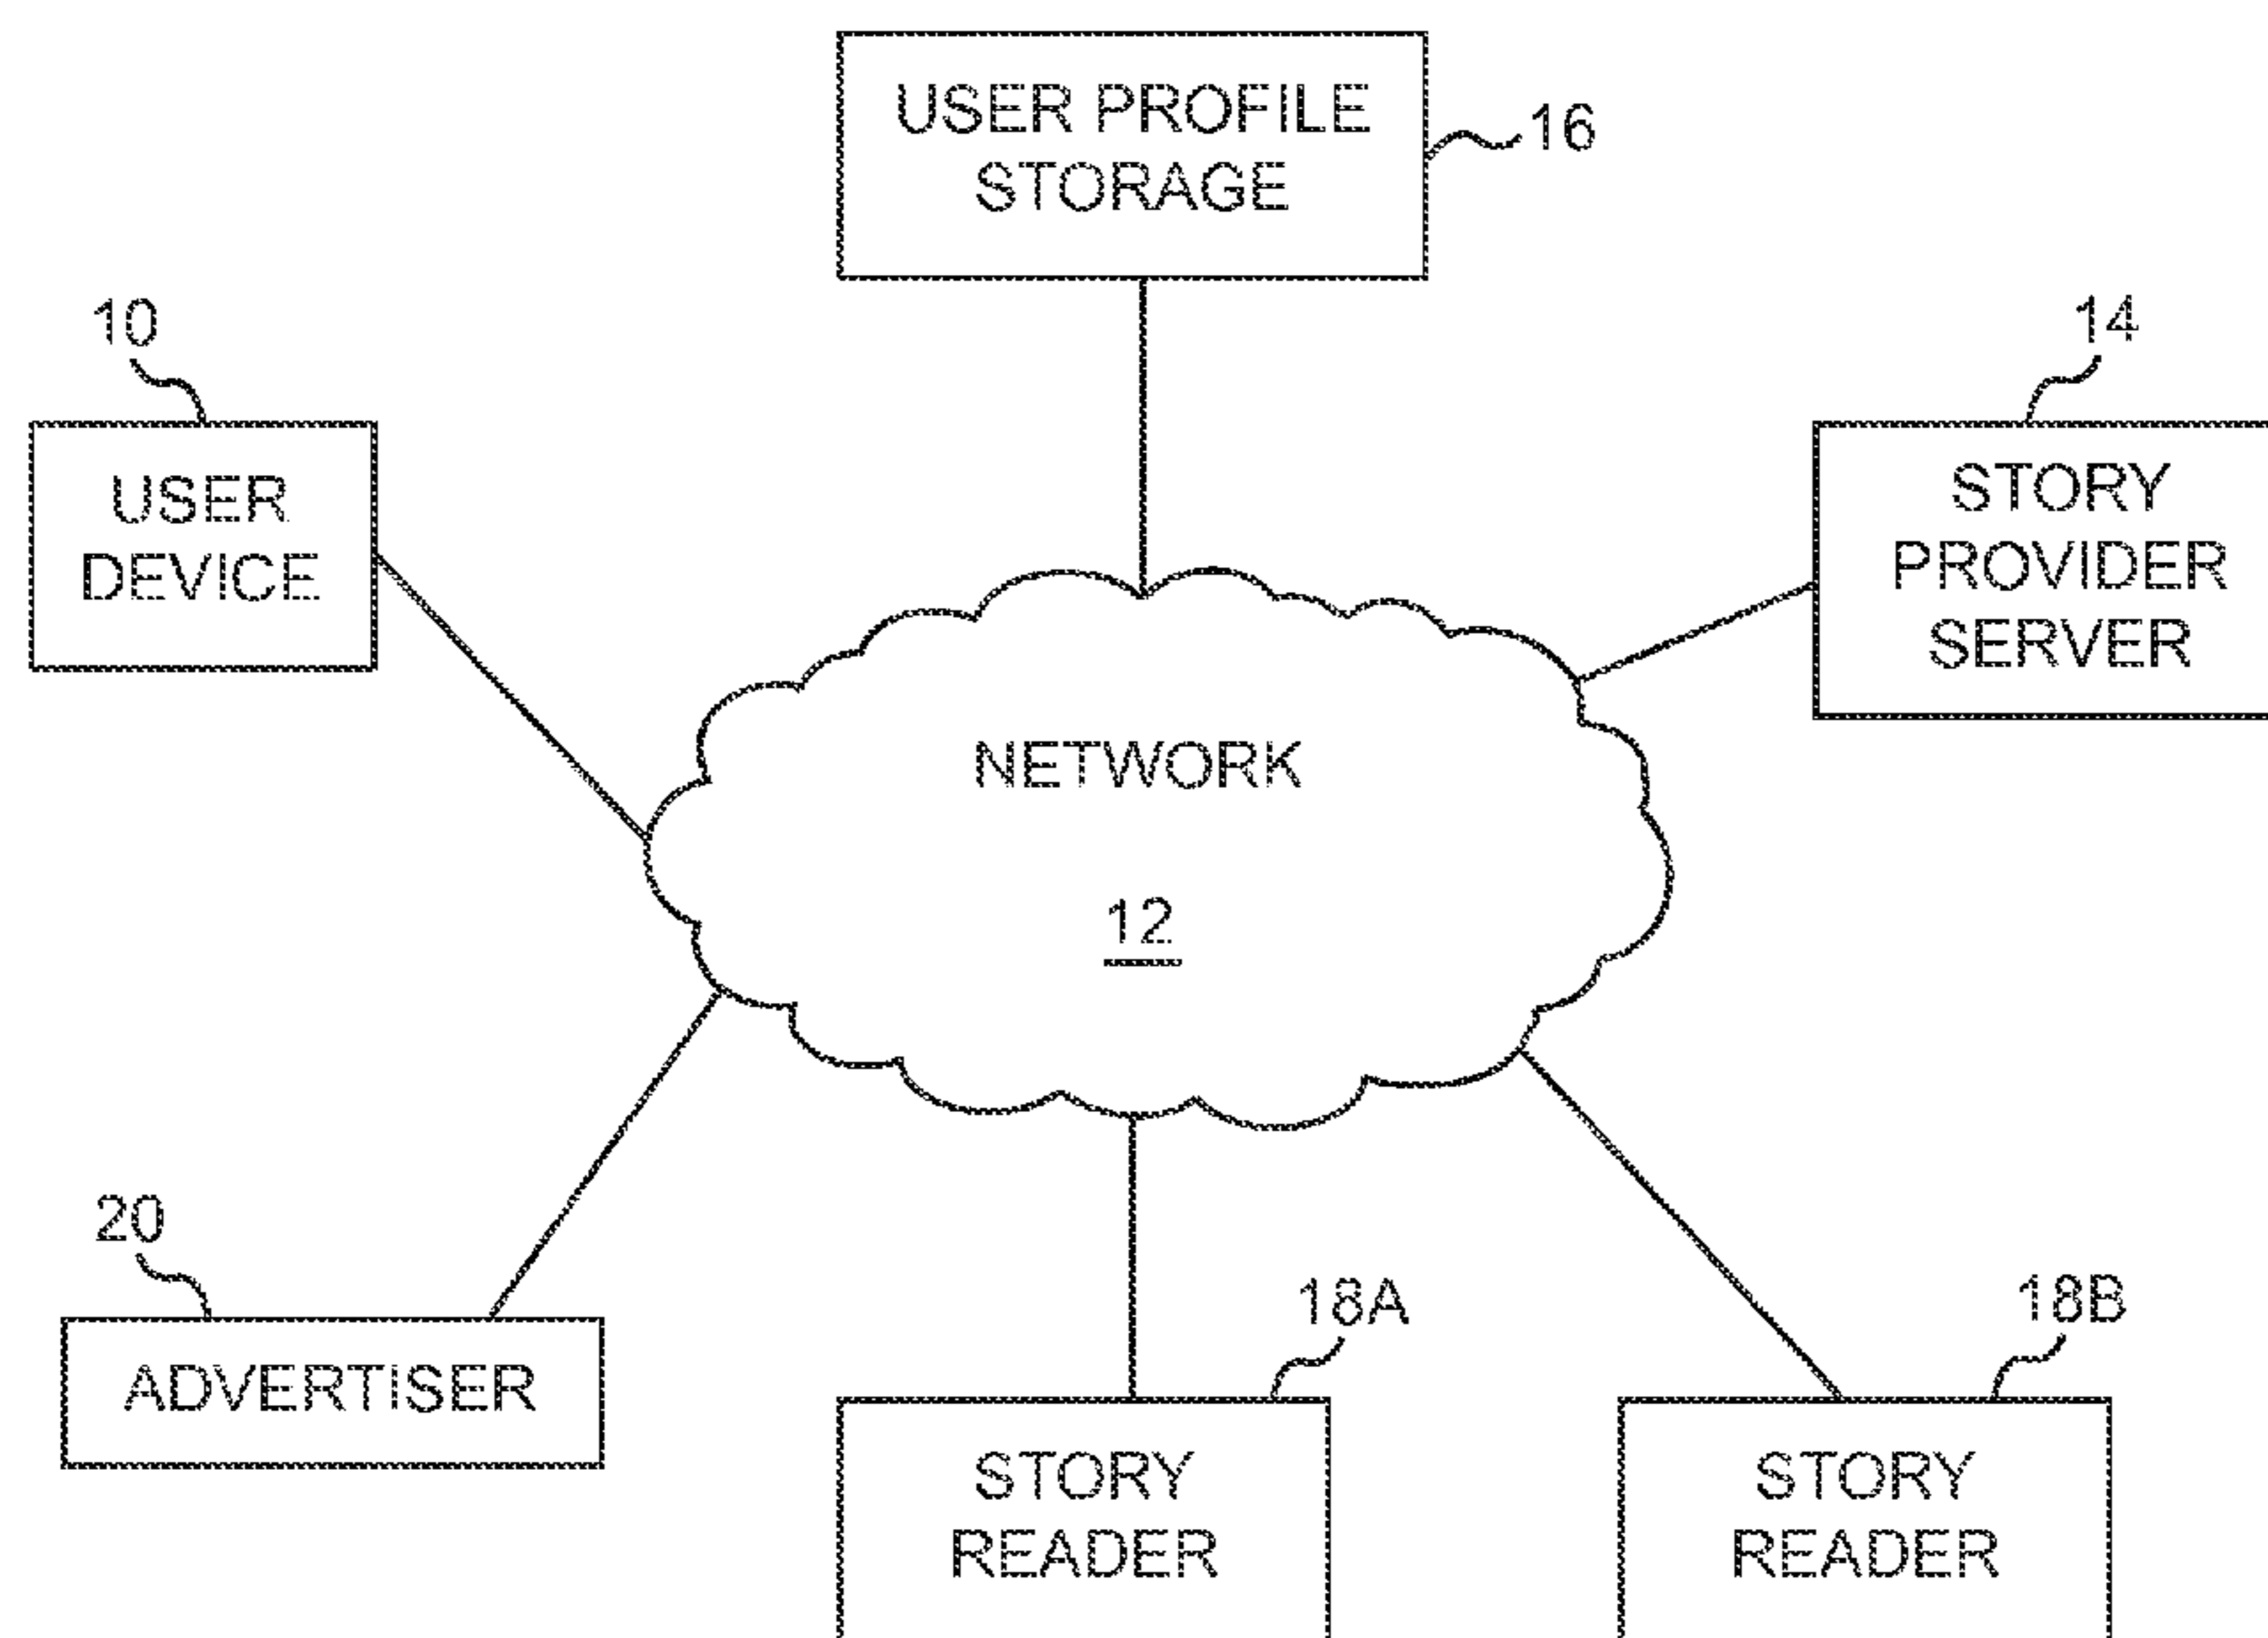 USER PROFILE
STORAGE
16
10
14
USER
DEVICE
STORY
PROVIDER
SERVER
NETWORK
12
20
ADVERTISER
18A
18B
STORY
READER
STORY
READER